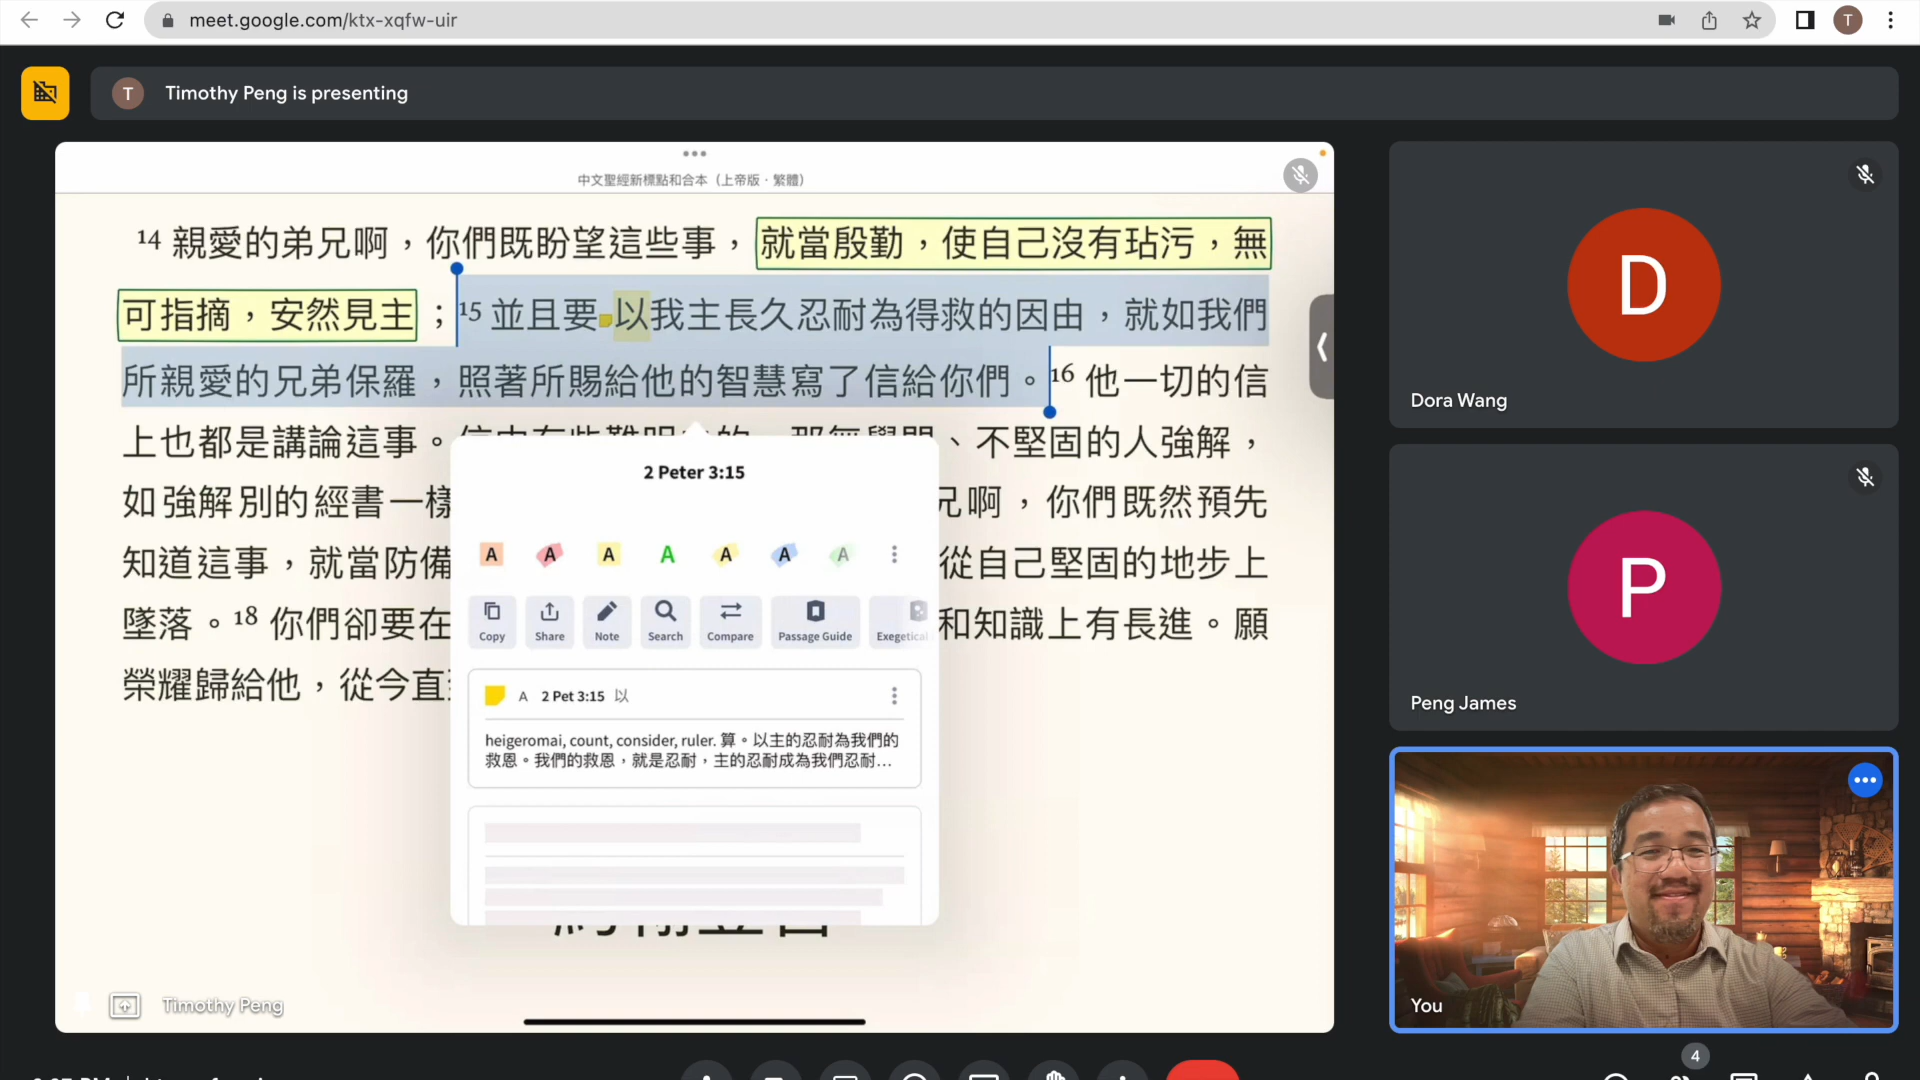 meet.google.com/ktx-xqfw-uir
T
T
Timothy Peng is presenting
中文聖經新標點和合本（上帝版 · 繁體）
14 親愛的弟兄啊，你們既盼望這些事，就當殷勤，使自己沒有玷污，無
可指摘，安然見主；15 並且要以我主長久忍耐為得救的因由，就如我們
所親愛的兄弟保羅，照著所賜給他的智慧寫了信給你們。16 他一切的信
上也都是講論這事。 、不堅固的人強解，
如強解別的經書一樣 兄啊，你們既然預先
知道這事，就當防備 從自己堅固的地步上
墜落。18 你們卻要在 和知識上有長進。願
榮耀歸給他，從今直
2 Peter 3:15
A A A A A A A
Copy
Share
Note
Search
Compare
Passage Guide
Exegetical
A 2 Pet 3:15 以
heigeromai, count, consider, ruler. 算。以主的忍耐為我們的
救恩。我們的救恩，就是忍耐，主的忍耐成為我們忍耐…
Timothy Peng
D
Dora Wang
P
Peng James
You
4